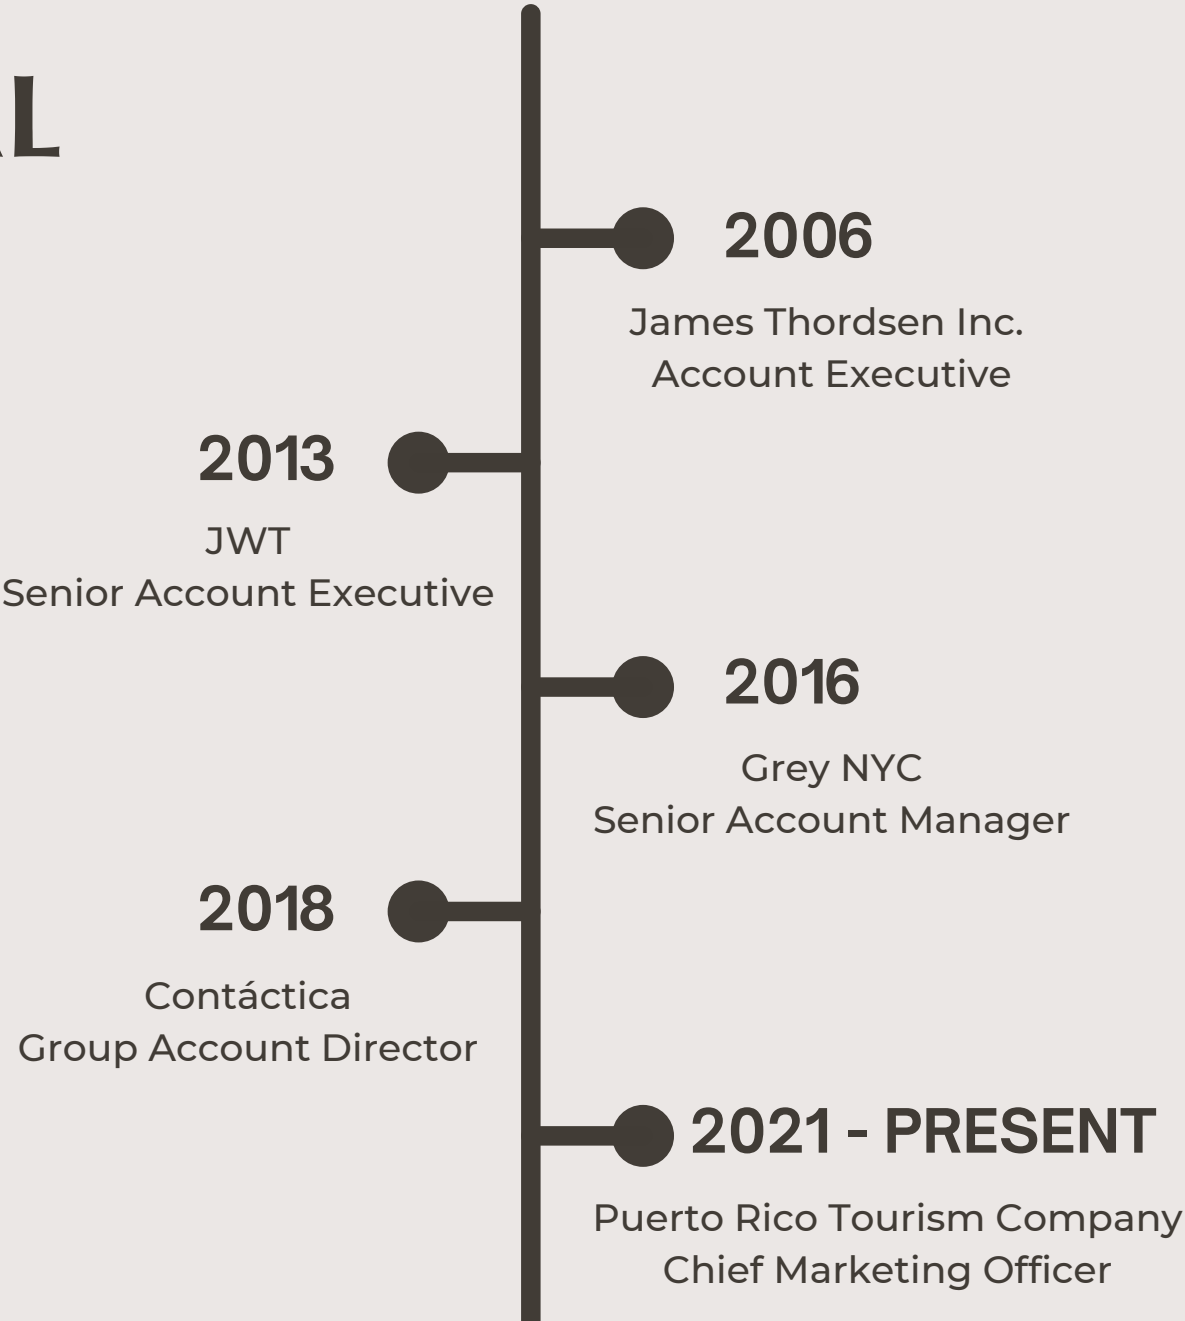 L
2006
James Thordsen Inc.
Account Executive
2013
JWT
Senior Account Executive
2016
Grey NYC
Senior Account Manager
2018
Contáctica
Group Account Director
2021 - PRESENT
Puerto Rico Tourism Company
Chief Marketing Officer